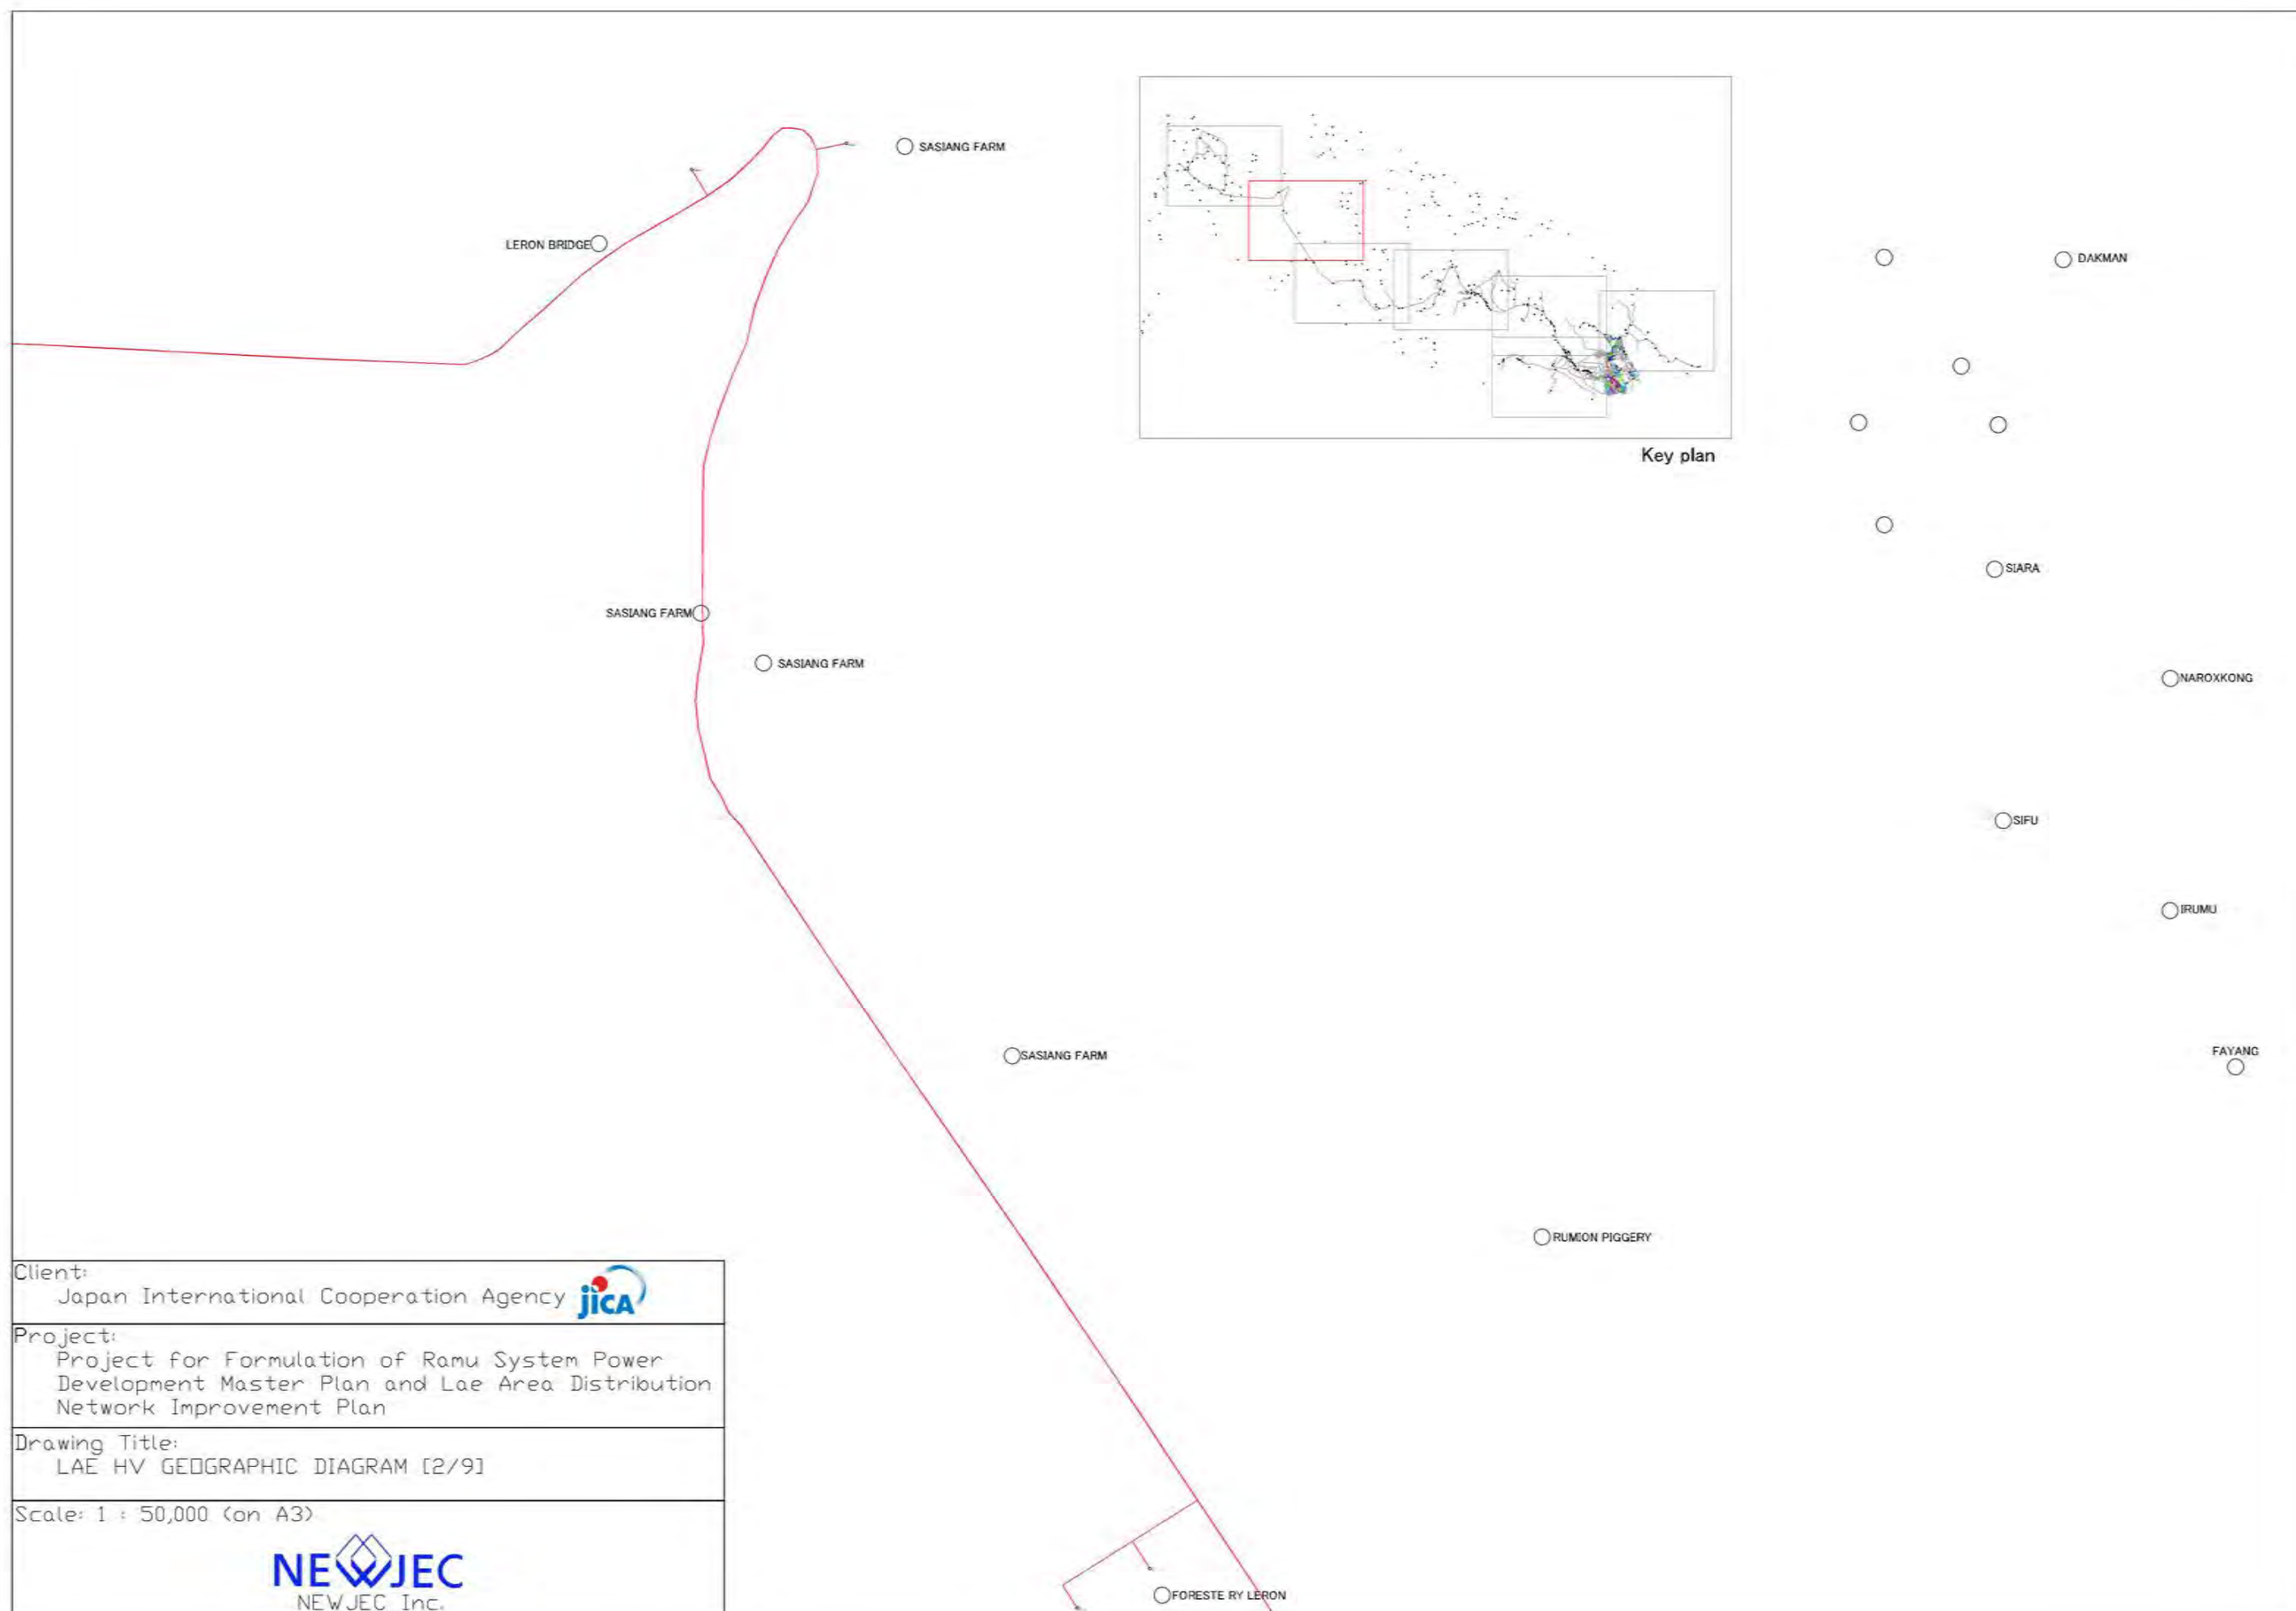 SASIANG FARM
LERON BRIDGE
DAKMAN
Key plan
SIARA
SASIANG FARM
SASIANG FARM
NAROXKONG
SIFU
IRUMU
SASIANG FARM
FAYANG
RUMION PIGGERY
Client:
Japan International Cooperation Agency
jICA
Project:
Project for Formulation of Ramu System Power
Development Master Plan and Lae Area Distribution
Network Improvement Plan
Drawing Title:
LAE HV GEOGRAPHIC DIAGRAM [2/9]
Scale: 1 : 50,000 (on A3)
NEWJEC
NEWJEC Inc.
FORESTE RY LERON